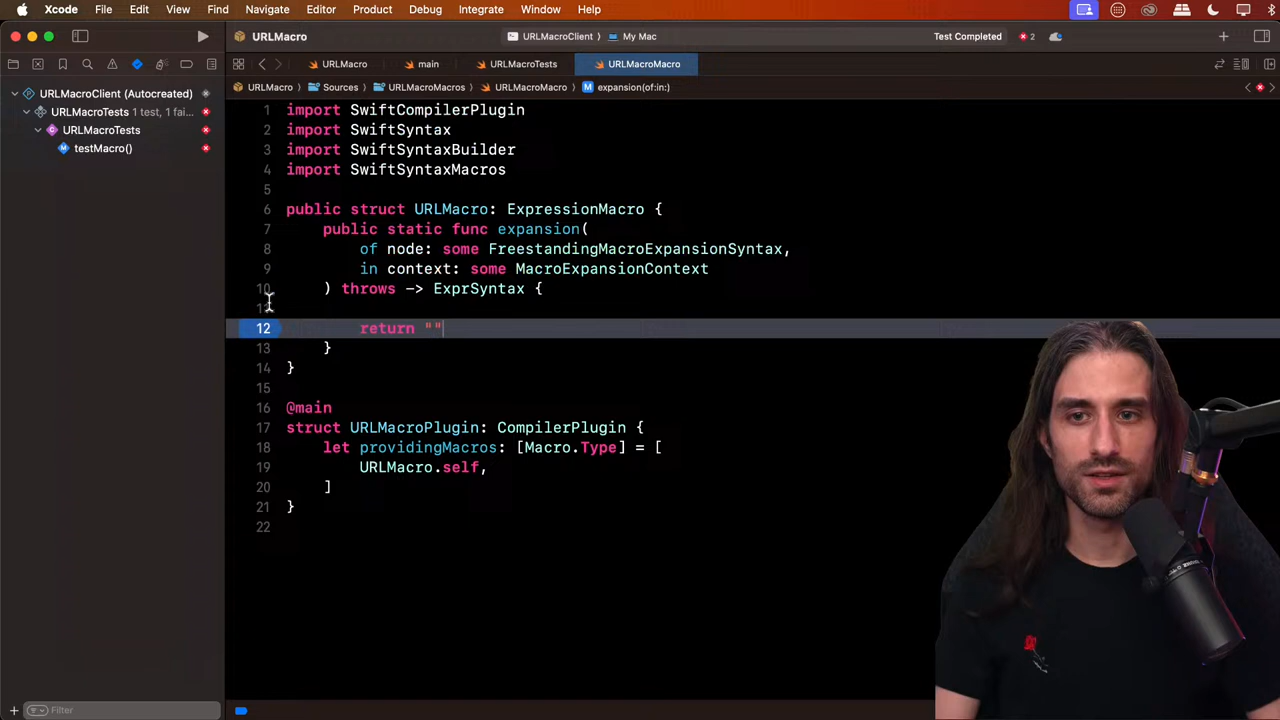 Xcode File Edit View Find Navigate Editor Product Debug Integrate Window Help
URLMacro URLMacroClient My Mac Test Completed 2
URLMacro main URLMacroTests URLMacroMacro
URLMacro Sources URLMacroMacros URLMacroMacro M expansion(of:in:)
URLMacroClient (Autocreated)
URLMacroTests 1 test, 1 fai...
C URLMacroTests
M testMacro()
1 import SwiftCompilerPlugin
2 import SwiftSyntax
3 import SwiftSyntaxBuilder
4 import SwiftSyntaxMacros
5
6 public struct URLMacro: ExpressionMacro {
7 public static func expansion(
8 of node: some FreestandingMacroExpansionSyntax,
9 in context: some MacroExpansionContext
10 ) throws -> ExprSyntax {
11
12 return ""
13 }
14 }
15
16 @main
17 struct URLMacroPlugin: CompilerPlugin {
18 let providingMacros: [Macro.Type] = [
19 URLMacro.self,
20 ]
21 }
22
Filter